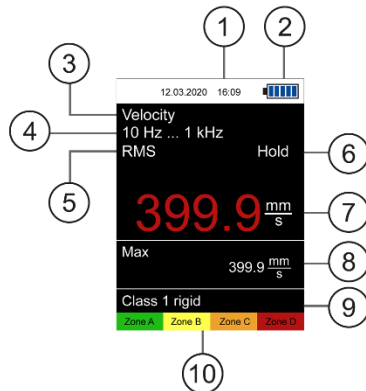 1
2
3
12.03.2020 16:09
Velocity
4
10 Hz ... 1 kHz
RMS Hold
6
5
399.9 mm/s
7
Max
399.9 mm/s
8
Class 1 rigid
9
Zone A Zone B Zone C Zone D
10